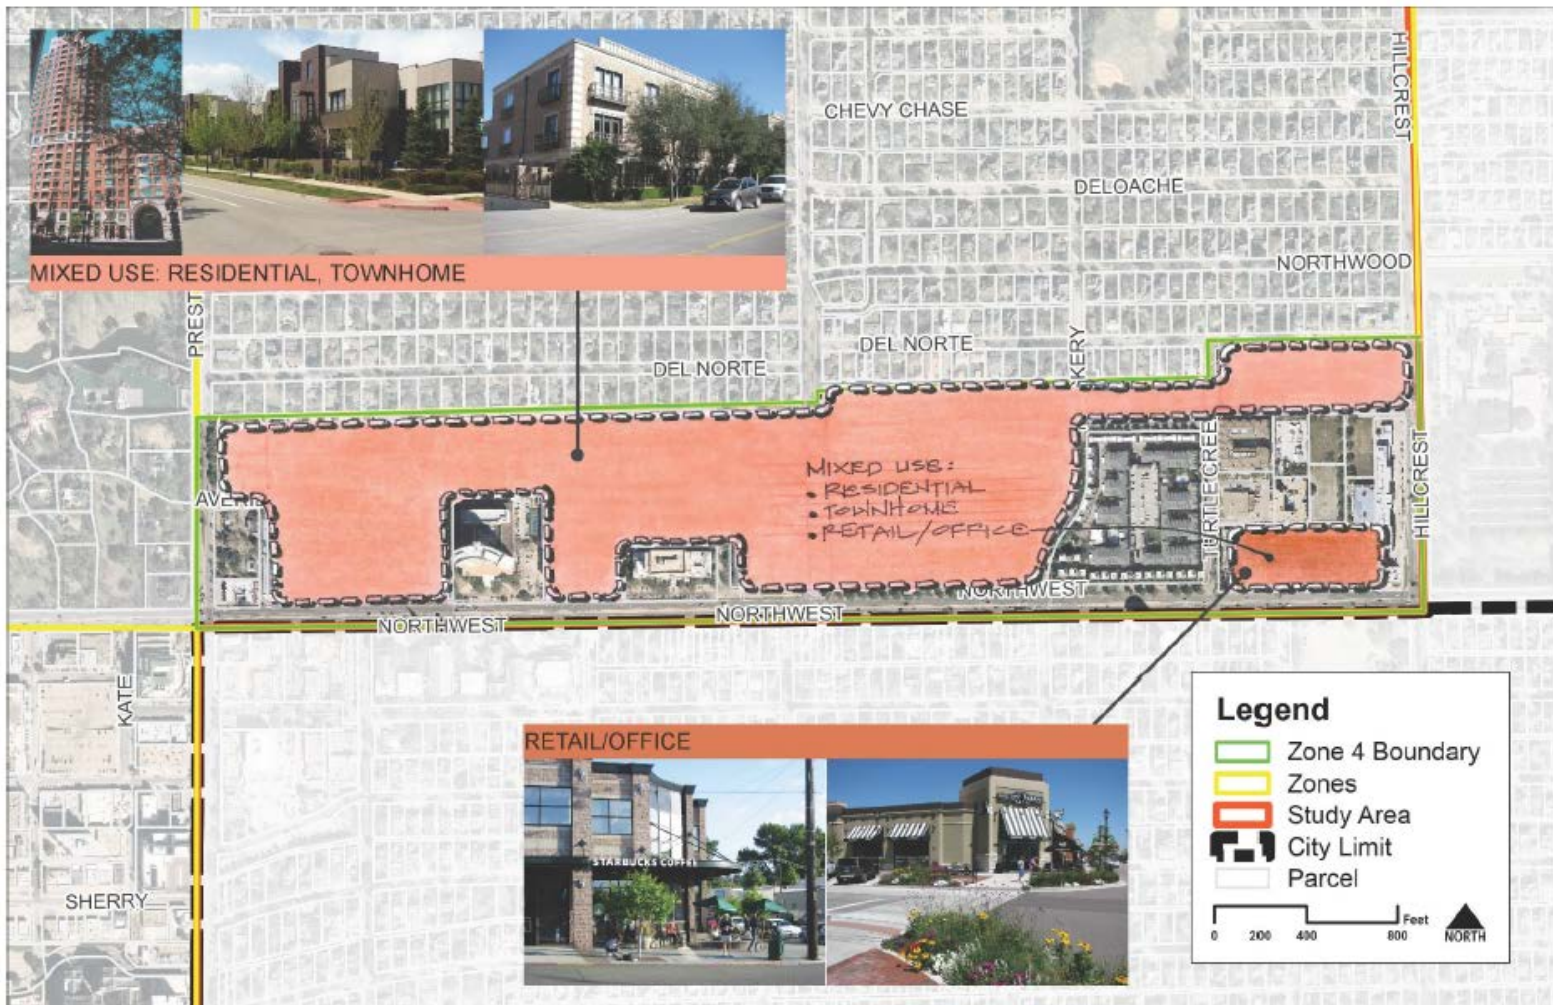 HILLCREST
CHEVY CHASE
DELOACHE
NORTHWOOD
MIXED USE: RESIDENTIAL, TOWNHOME
PREST
KERY
DEL NORTE
DEL NORTE
MIXED USE:
• RESIDENTIAL
• TOWNHOME
• RETAIL/OFFICE
AVERI
TURTLECREE
HILLCREST
NORTHWEST
NORTHWEST
NORTHWEST
KATE
SHERRY
RETAIL/OFFICE
STARBUCKS COFFEE
Legend
Zone 4 Boundary
Zones
Study Area
City Limit
Parcel
Feet
0 200 400 800
NORTH